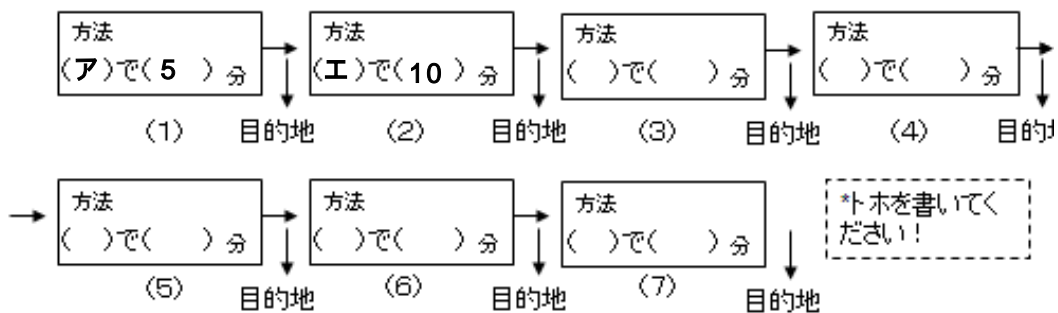 方法 方法 方法 方法
(ア)で(5)分 (エ)で(10)分 ( )で( )分 ( )で( )分
(1) 目的地 (2) 目的地 (3) 目的地 (4) 目的地
方法 方法 方法 *トホを書いてく
( )で( )分 ( )で( )分 ( )で( )分 ださい!
(5) 目的地 (6) 目的地 (7) 目的地